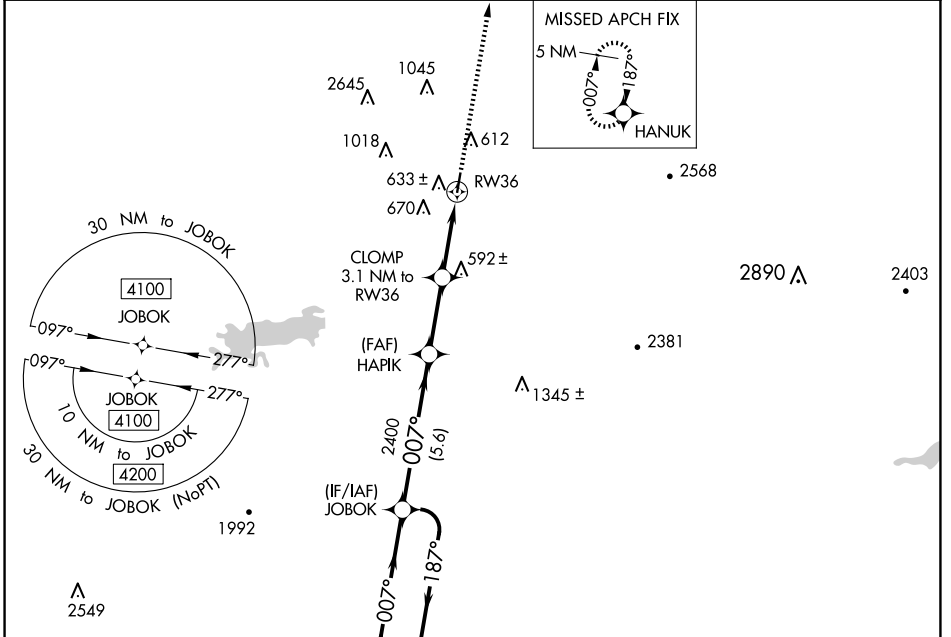 MISSED APCH FIX
5 NM
007°
187°
HANUK
2645
1045
1018
612
633 ±
RW36
670
2568
30 NM to JOBOK
4100
JOBOK
097°
277°
097°
277°
JOBOK
4100
10 NM to JOBOK
4200
30 NM to JOBOK (NoPT)
CLOMP
3.1 NM to
RW36
592 ±
2890
2403
(FAF)
HAPIK
2381
1345 ±
2400
007°
(5.6)
(IF/IAF)
JOBOK
1992
187°
007°
2549